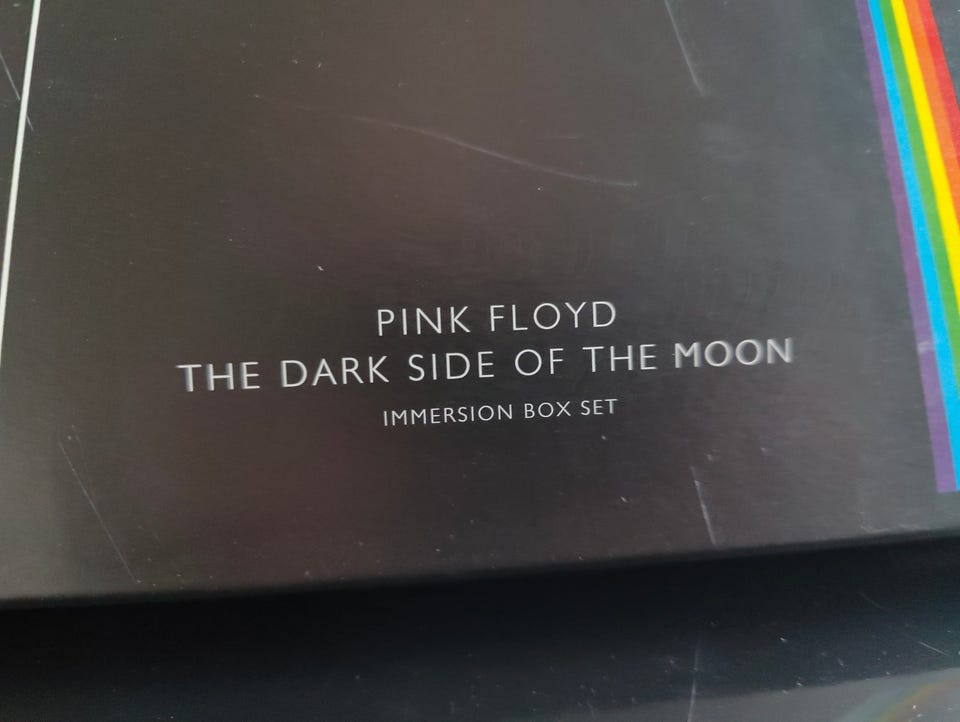 PINK FLOYD
THE DARK SIDE OF THE MOON
IMMERSION BOX SET